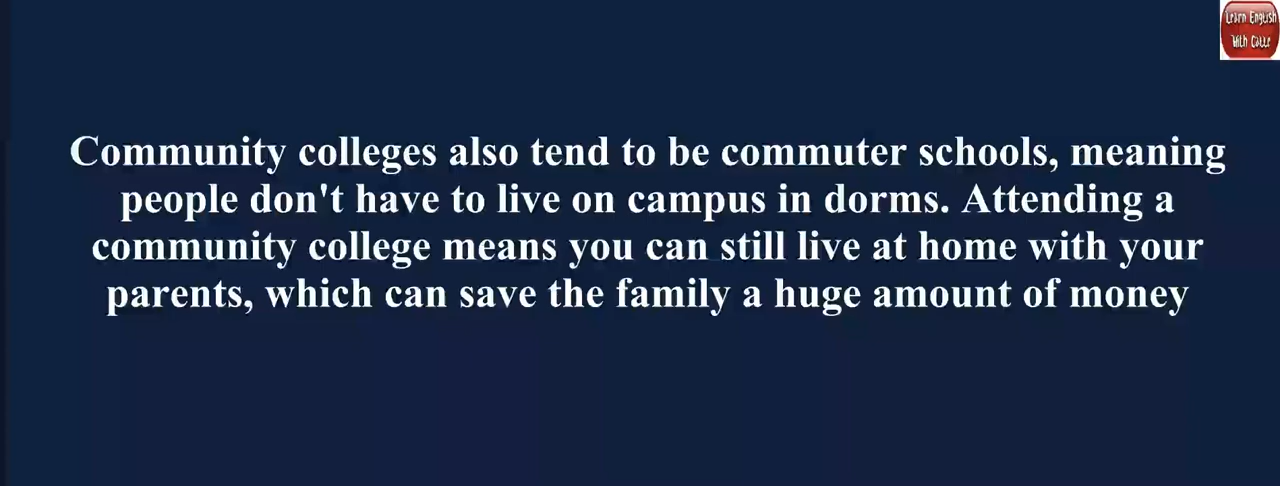 Learn English
With Cattr
Community colleges also tend to be commuter schools, meaning
people don't have to live on campus in dorms. Attending a
community college means you can still live at home with your
parents, which can save the family a huge amount of money